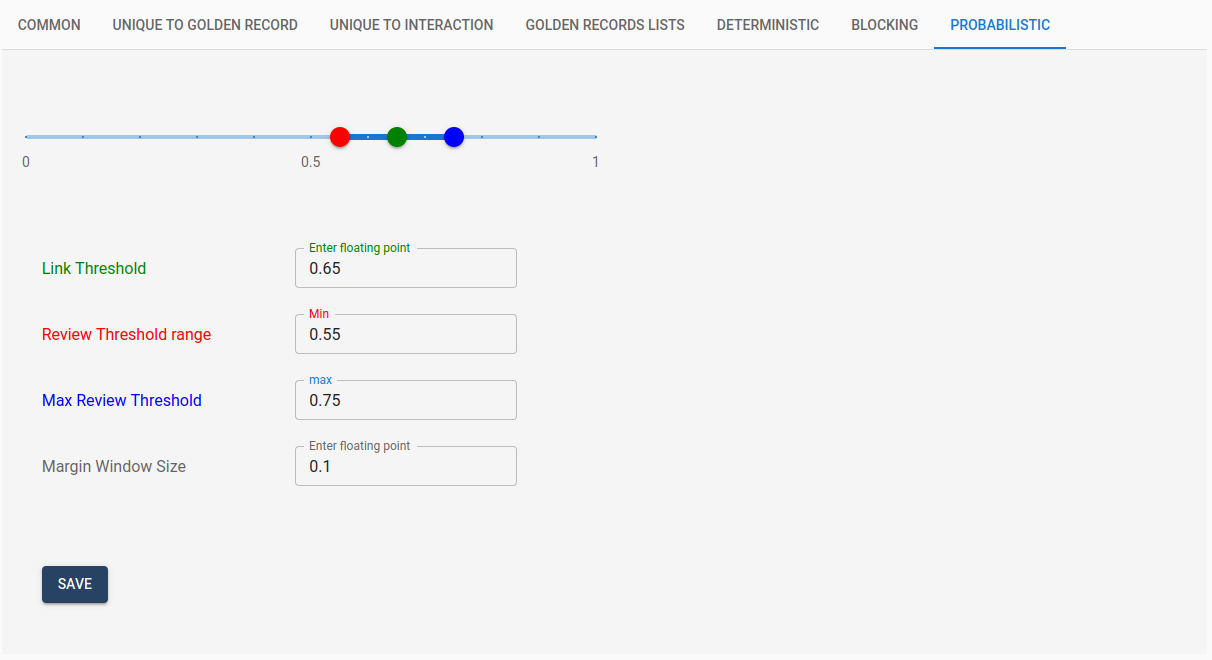 COMMON UNIQUE TO GOLDEN RECORD UNIQUE TO INTERACTION GOLDEN RECORDS LISTS DETERMINISTIC BLOCKING PROBABILISTIC
0 0.5 1
Enter floating point
Link Threshold 0.65
Min
Review Threshold range 0.55
max
Max Review Threshold 0.75
Enter floating point
Margin Window Size 0.1
SAVE